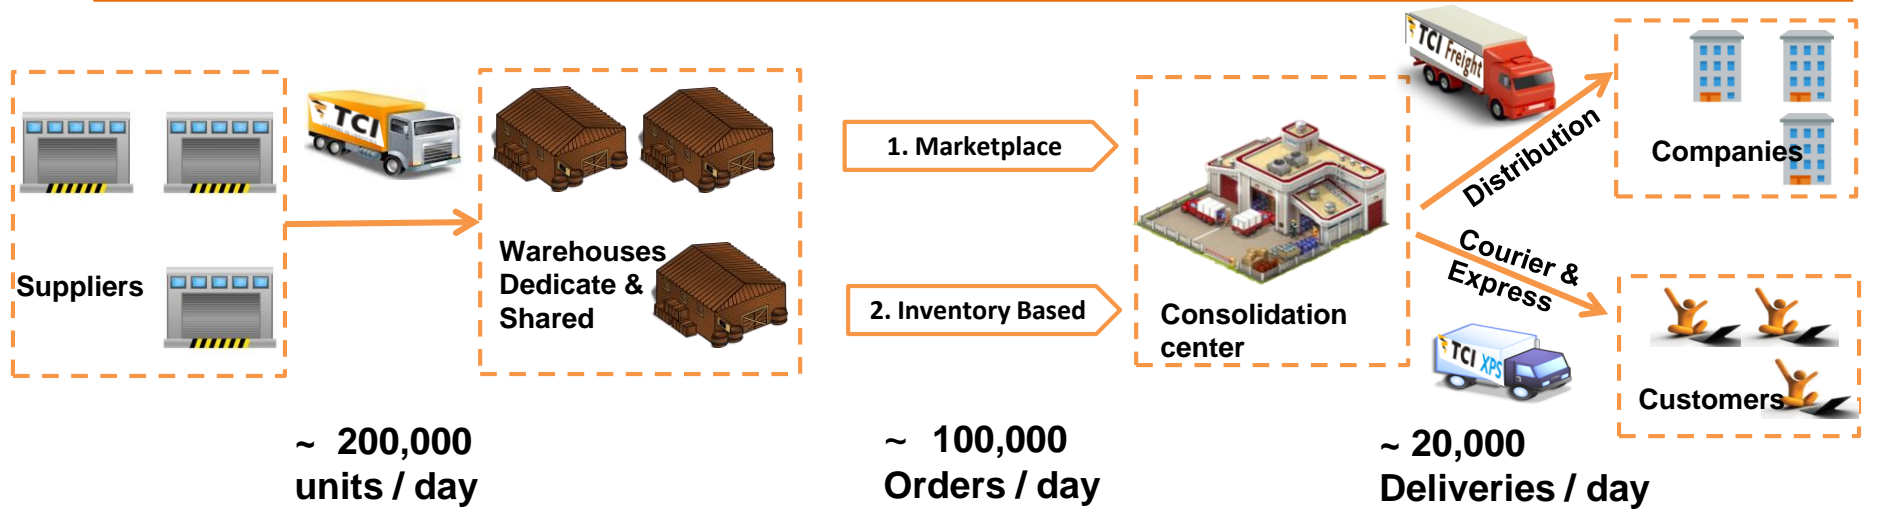 Suppliers
TCI
Warehouses
Dedicate &
Shared
1. Marketplace
2. Inventory Based
Consolidation
center
TCI Freight
Distribution
Courier &
Express
TCI XPS
Companies
Customers
~ 200,000
units / day
~ 100,000
Orders / day
~ 20,000
Deliveries / day